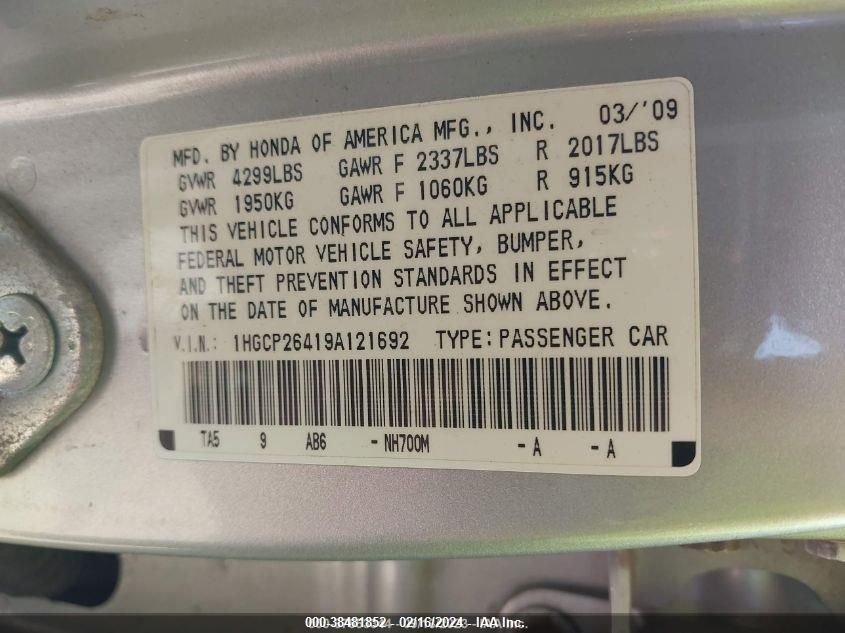 MFD. BY HONDA OF AMERICA MFG., INC. 03/'09
GVWR 4299LBS GAWR F 2337LBS R 2017LBS
GVWR 1950KG GAWR F 1060KG R 915KG
THIS VEHICLE CONFORMS TO ALL APPLICABLE
FEDERAL MOTOR VEHICLE SAFETY, BUMPER,
AND THEFT PREVENTION STANDARDS IN EFFECT
ON THE DATE OF MANUFACTURE SHOWN ABOVE.
V.I.N.: 1HGCP26419A121692 TYPE: PASSENGER CAR
TA5 9 AB6 - NH700M - A - A
000-38481852 02/16/2024 IAA Inc.